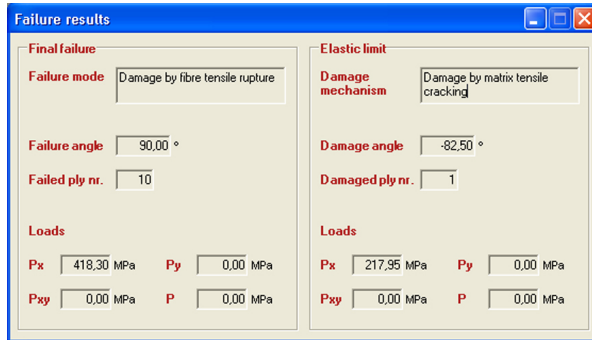 Failure results
Final failure
Failure mode Damage by fibre tensile rupture
Failure angle 90,00 °
Failed ply nr. 10
Loads
Px 418,30 MPa Py 0,00 MPa
Pxy 0,00 MPa P 0,00 MPa
Elastic limit
Damage mechanism Damage by matrix tensile
cracking
Damage angle -82,50 °
Damaged ply nr. 1
Loads
Px 217,95 MPa Py 0,00 MPa
Pxy 0,00 MPa P 0,00 MPa